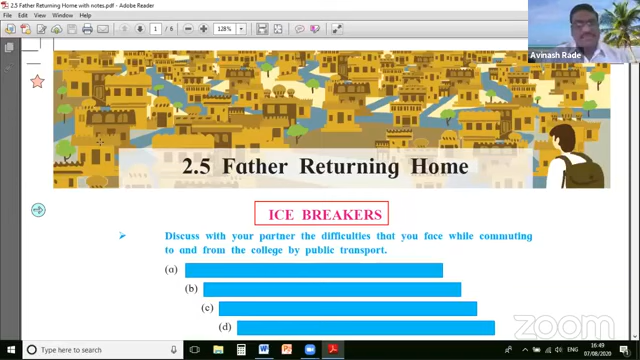 2.5 Father Returning Home with notes.pdf - Adobe Reader
File Edit View Window Help
1 / 6 128%
Avinash Rade
2.5 Father Returning Home
ICE BREAKERS
Discuss with your partner the difficulties that you face while commuting
to and from the college by public transport.
(a)
(b)
(c)
(d)
zoom
Type here to search
ENG
16:49
07/08/2020